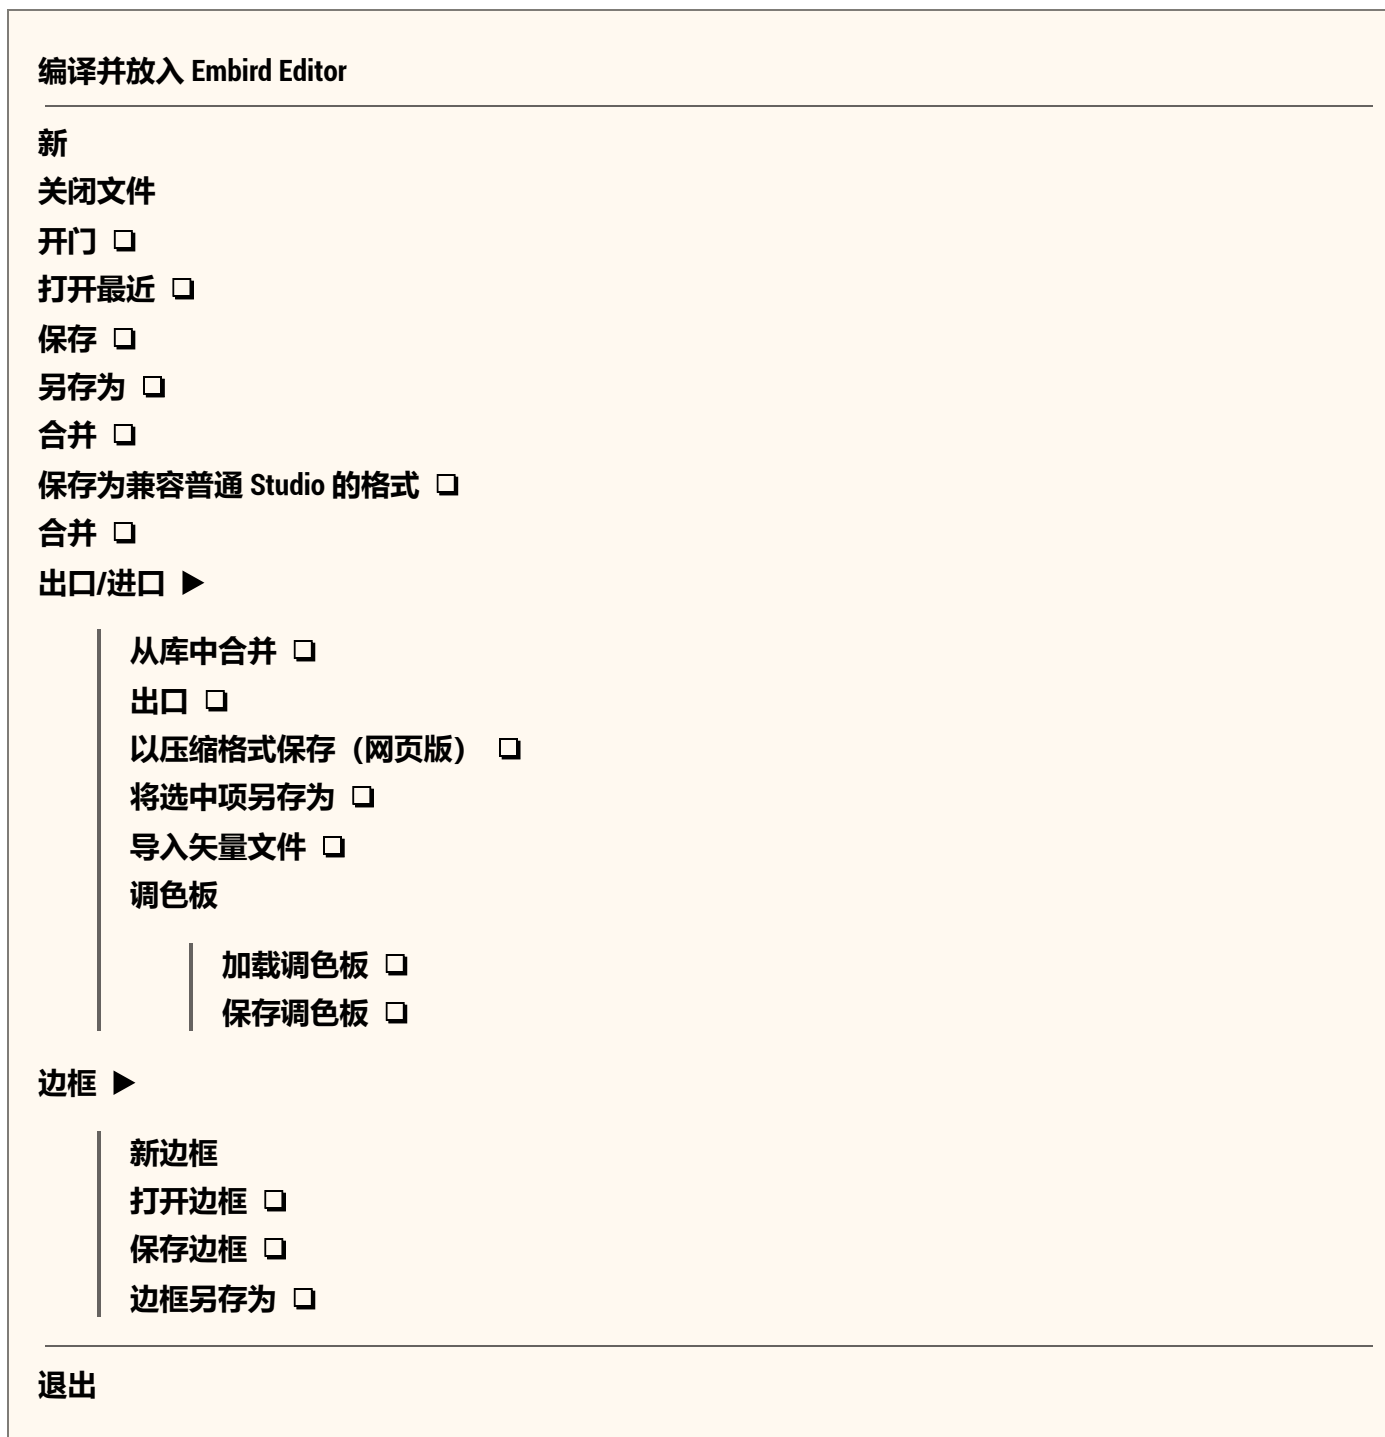 编译并放入 Embird Editor
新
关闭文件
开门 ❏
打开最近 ❏
保存 ❏
另存为 ❏
合并 ❏
保存为兼容普通 Studio 的格式 ❏
合并 ❏
出口/进口 ▶
从库中合并 ❏
出口 ❏
以压缩格式保存（网页版） ❏
将选中项另存为 ❏
导入矢量文件 ❏
调色板
加载调色板 ❏
保存调色板 ❏
边框 ▶
新边框
打开边框 ❏
保存边框 ❏
边框另存为 ❏
退出